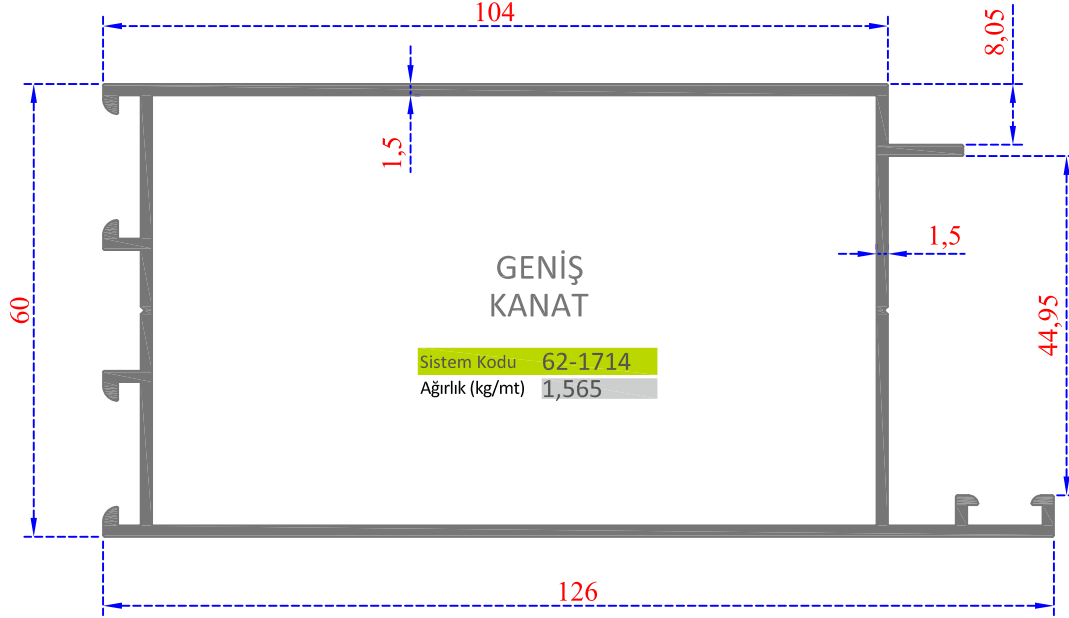 104
8,05
1,5
1,5
60
44,95
GENİŞ
KANAT
Sistem Kodu 62-1714
Ağırlık (kg/mt) 1,565
126